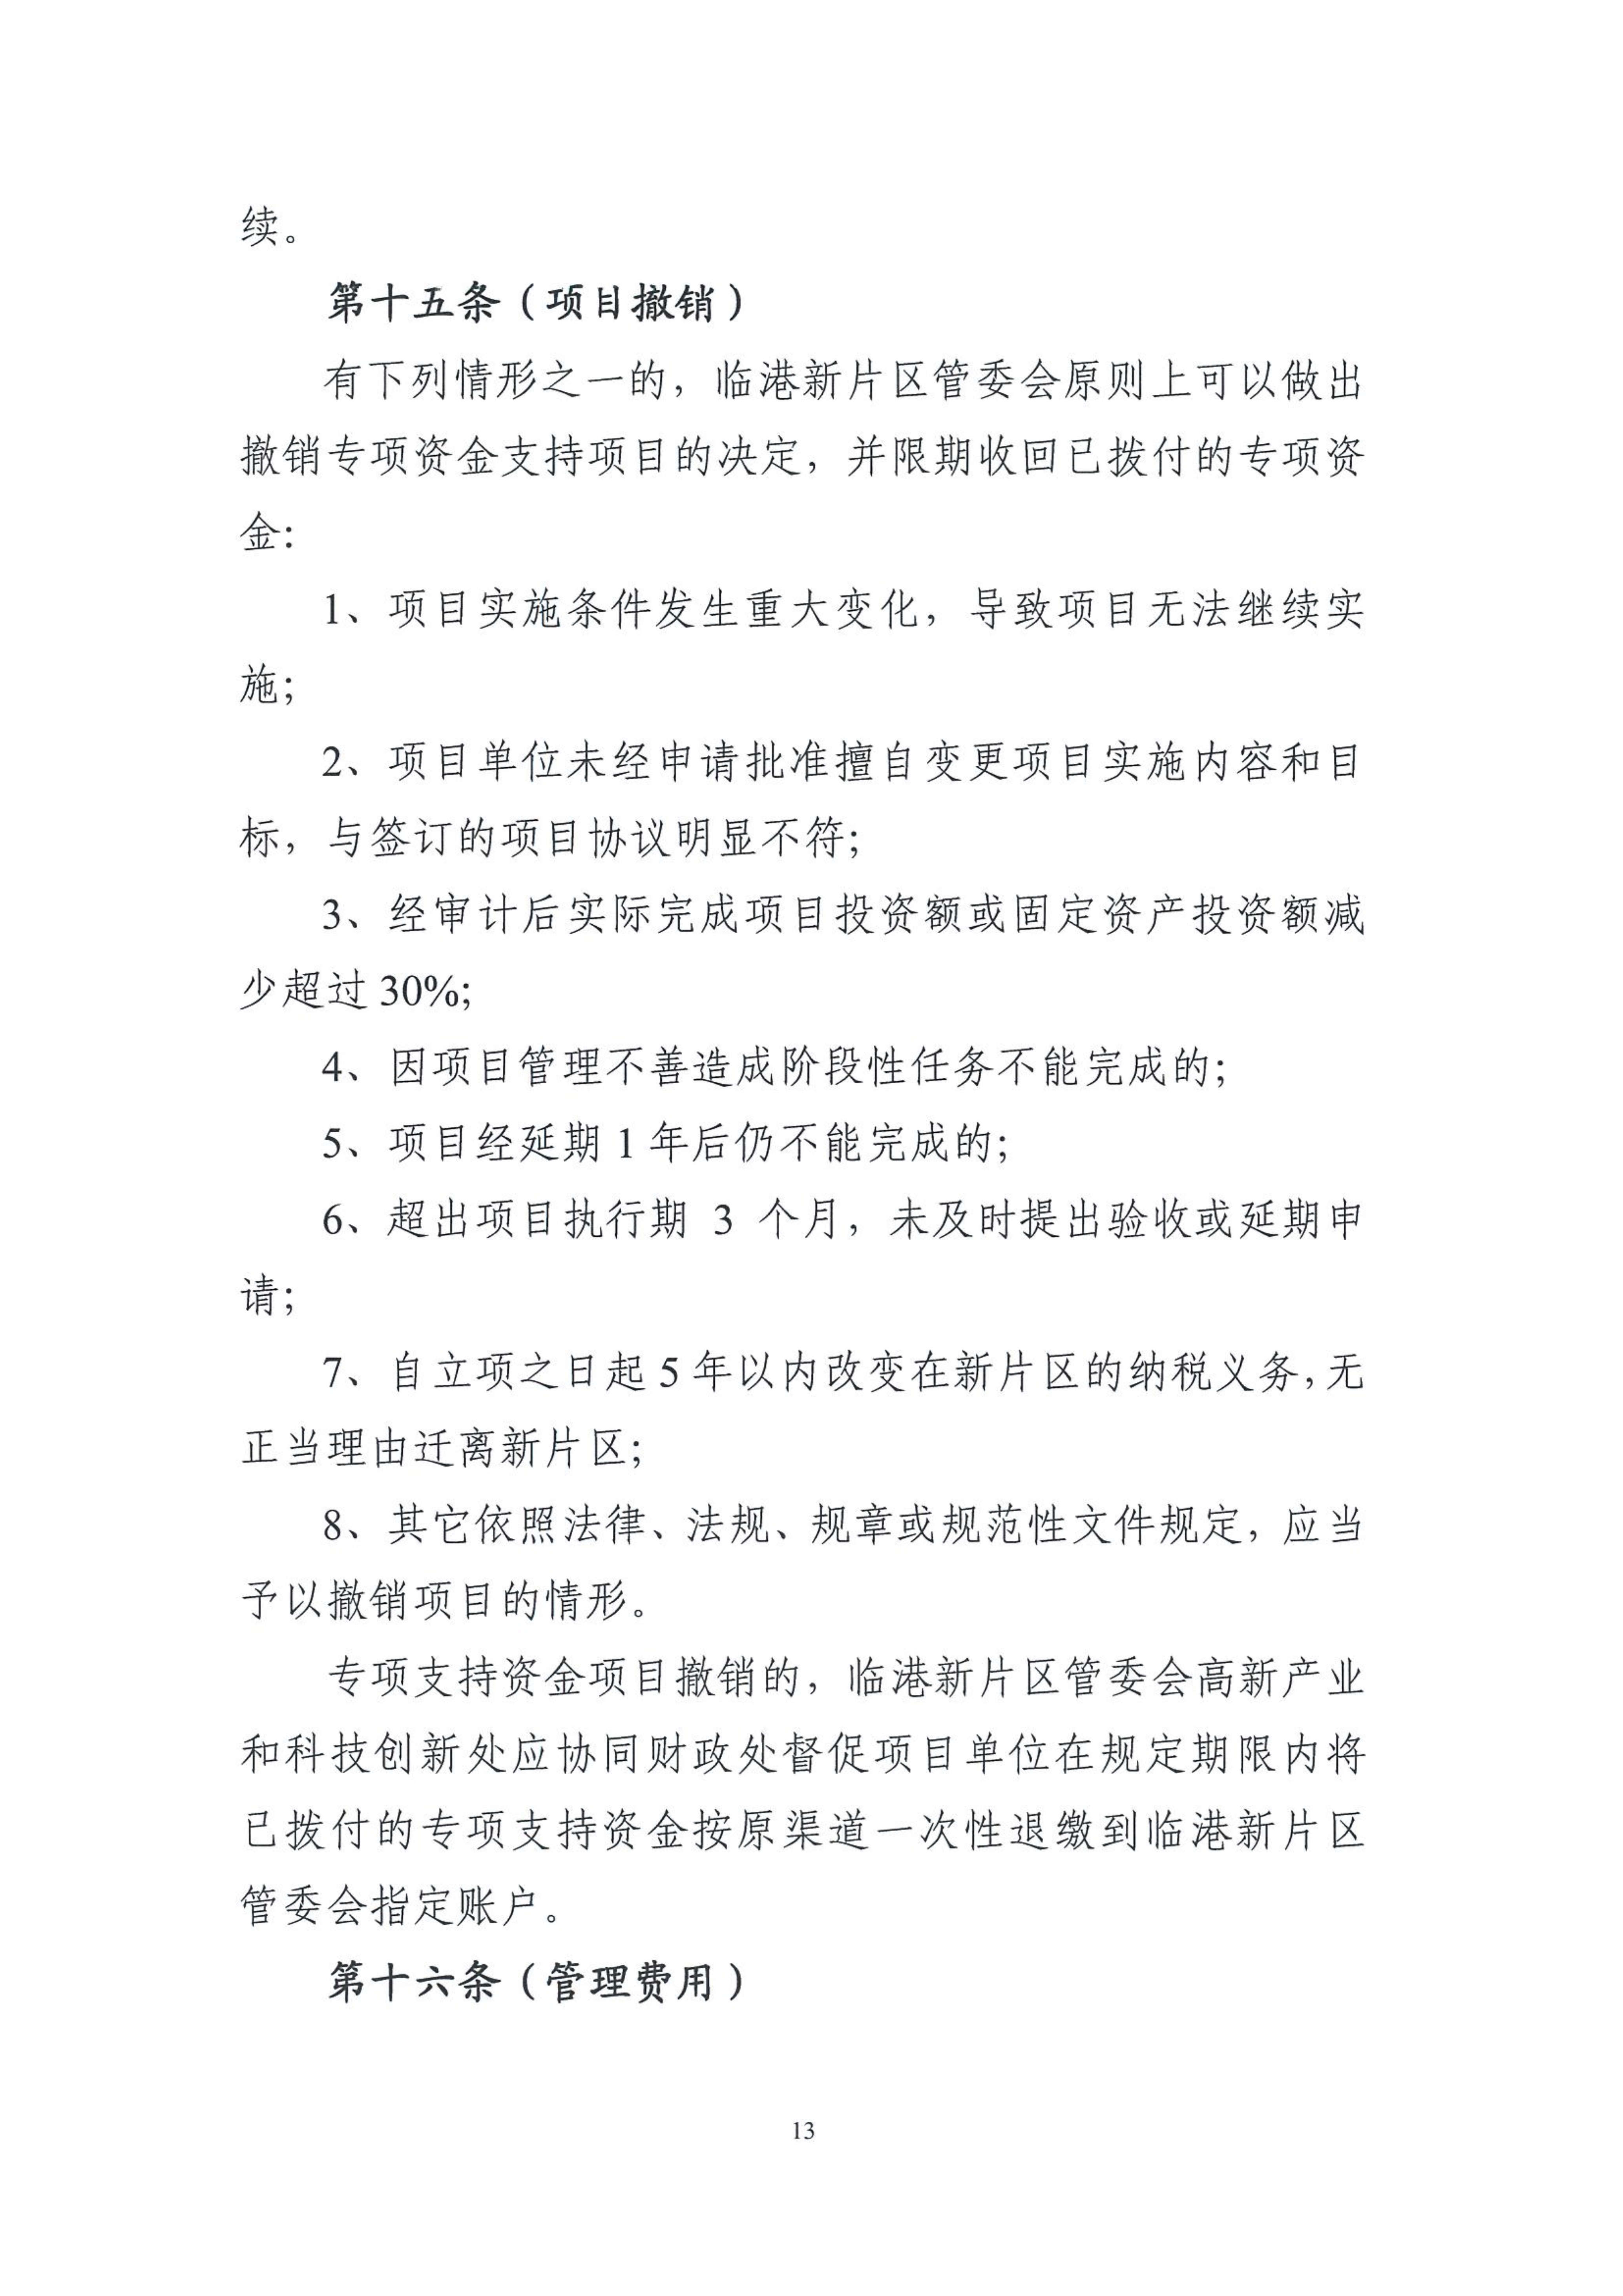 续。
第十五条（项目撤销）
有下列情形之一的，临港新片区管委会原则上可以做出
撤销专项资金支持项目的决定，并限期收回已拨付的专项资
金：
1、项目实施条件发生重大变化，导致项目无法继续实
施；
2、项目单位未经申请批准擅自变更项目实施内容和目
标，与签订的项目协议明显不符；
3、经审计后实际完成项目投资额或固定资产投资额减
少超过 30%;
4、因项目管理不善造成阶段性任务不能完成的；
5、项目经延期 1 年后仍不能完成的；
6、超出项目执行期 3 个月，未及时提出验收或延期申
请；
7、自立项之日起 5 年以内改变在新片区的纳税义务，无
正当理由迁离新片区；
8、其它依照法律、法规、规章或规范性文件规定，应当
予以撤销项目的情形。
专项支持资金项目撤销的，临港新片区管委会高新产业
和科技创新处应协同财政处督促项目单位在规定期限内将
已拨付的专项支持资金按原渠道一次性退缴到临港新片区
管委会指定账户。
第十六条（管理费用）
13